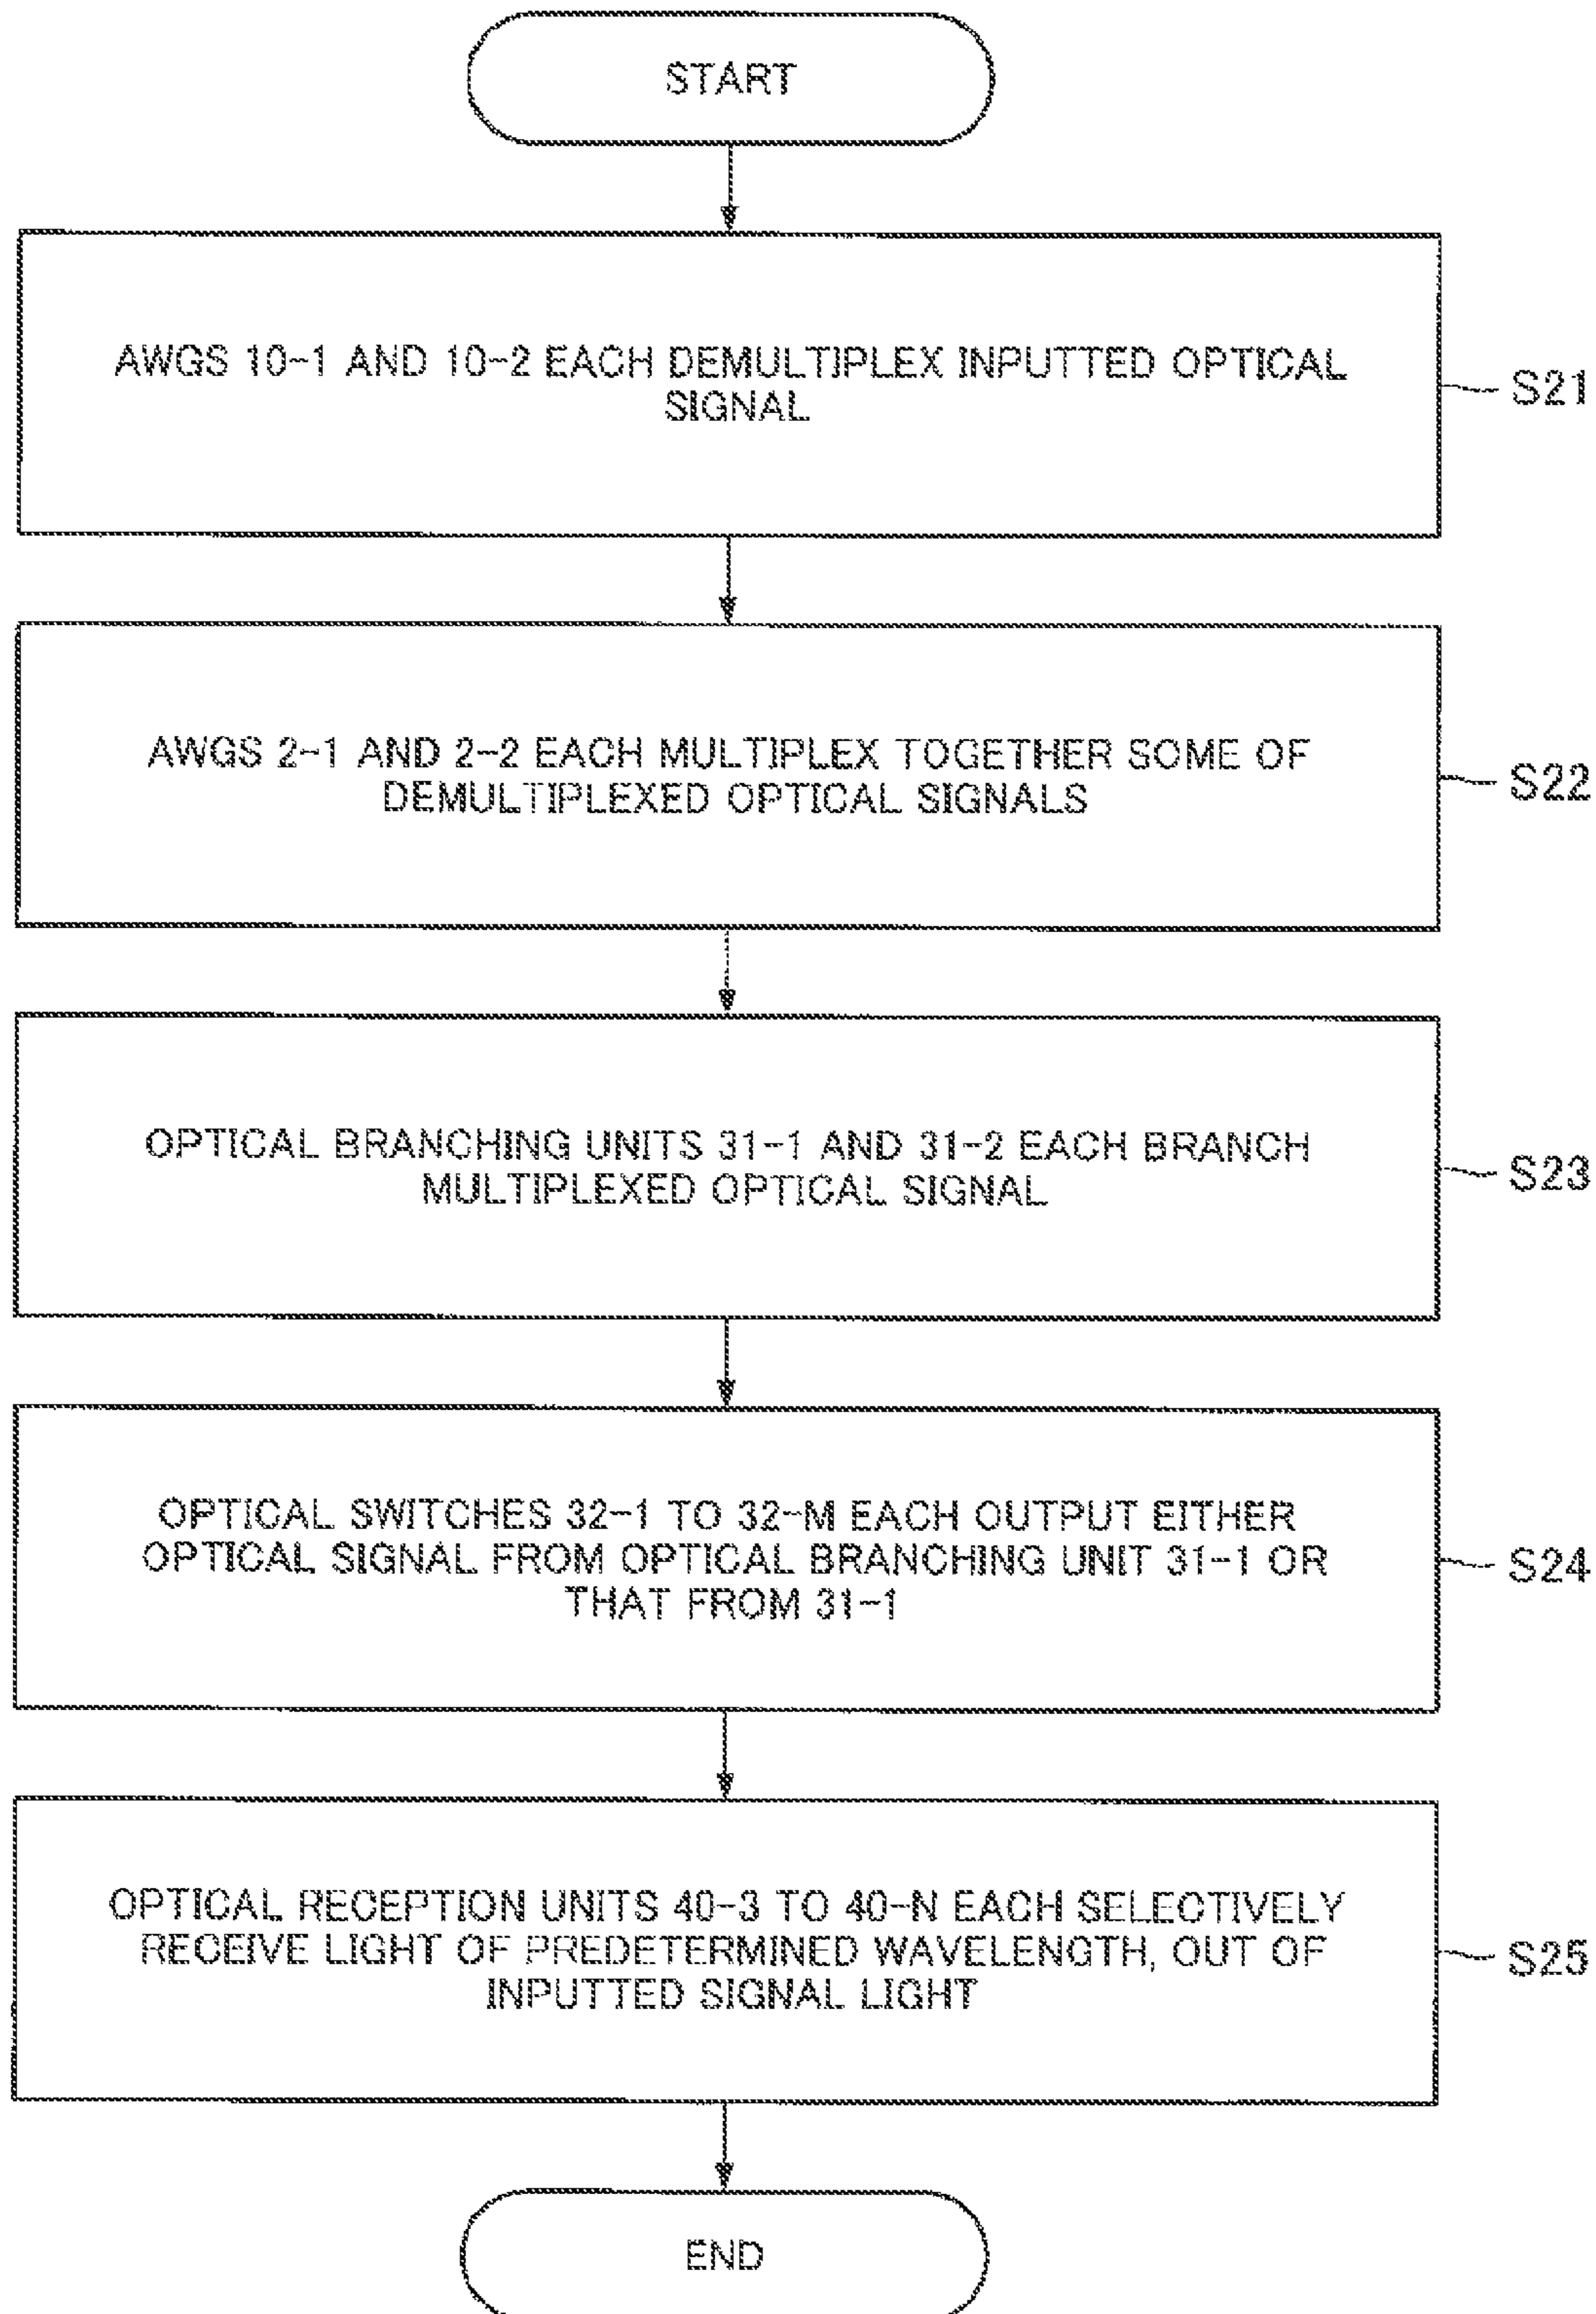 START
AWGS 10-1 AND 10-2 EACH DEMULTIPLEX INPUTTED OPTICAL
SIGNAL
S21
AWGS 2-1 AND 2-2 EACH MULTIPLEX TOGETHER SOME OF
DEMULTIPLEXED OPTICAL SIGNALS
S22
OPTICAL BRANCHING UNITS 31-1 AND 31-2 EACH BRANCH
MULTIPLEXED OPTICAL SIGNAL
S23
OPTICAL SWITCHES 32-1 TO 32-M EACH OUTPUT EITHER
OPTICAL SIGNAL FROM OPTICAL BRANCHING UNIT 31-1 OR
THAT FROM 31-1
S24
OPTICAL RECEPTION UNITS 40-3 TO 40-N EACH SELECTIVELY
RECEIVE LIGHT OF PREDETERMINED WAVELENGTH, OUT OF
INPUTTED SIGNAL LIGHT
S25
END